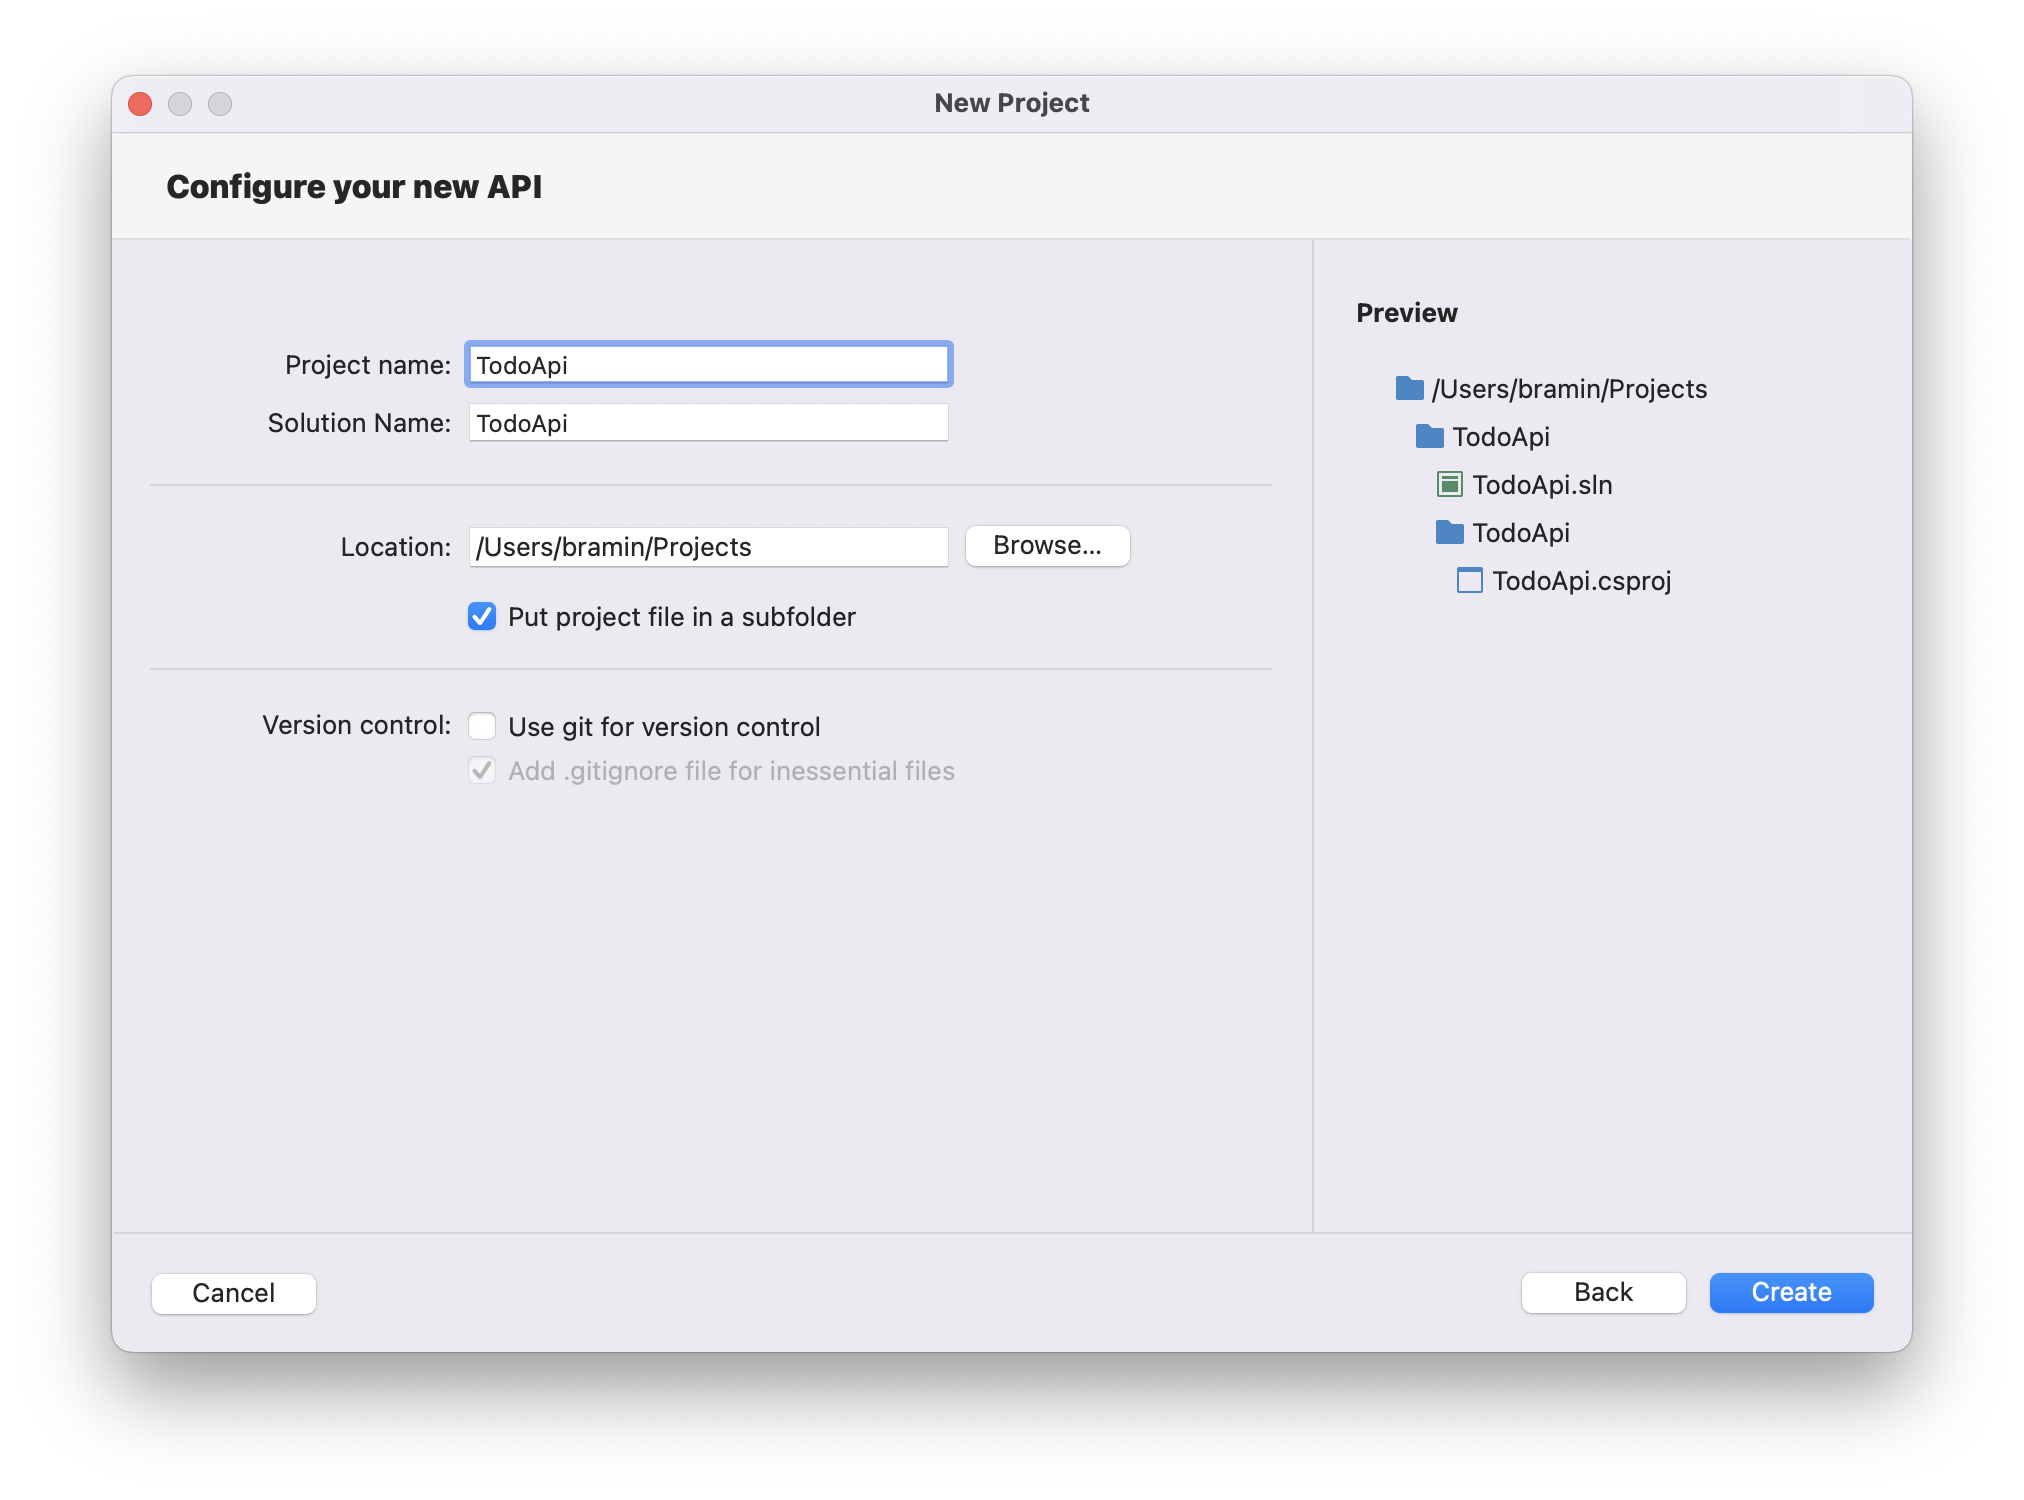 New Project
Configure your new API
Project name: TodoApi
Solution Name: TodoApi
Location: /Users/bramin/Projects Browse...
Put project file in a subfolder
Version control: Use git for version control
Add .gitignore file for inessential files
Preview
/Users/bramin/Projects
TodoApi
TodoApi.sln
TodoApi
TodoApi.csproj
Cancel Back Create